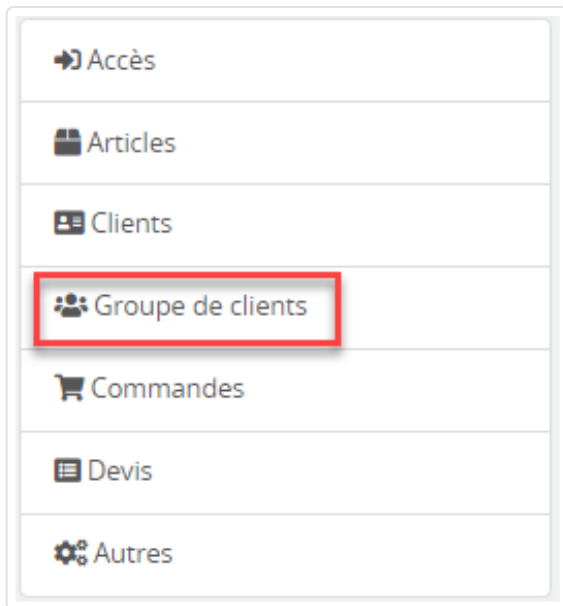 Accès
Articles
Clients
Groupe de clients
Commandes
Devis
Autres